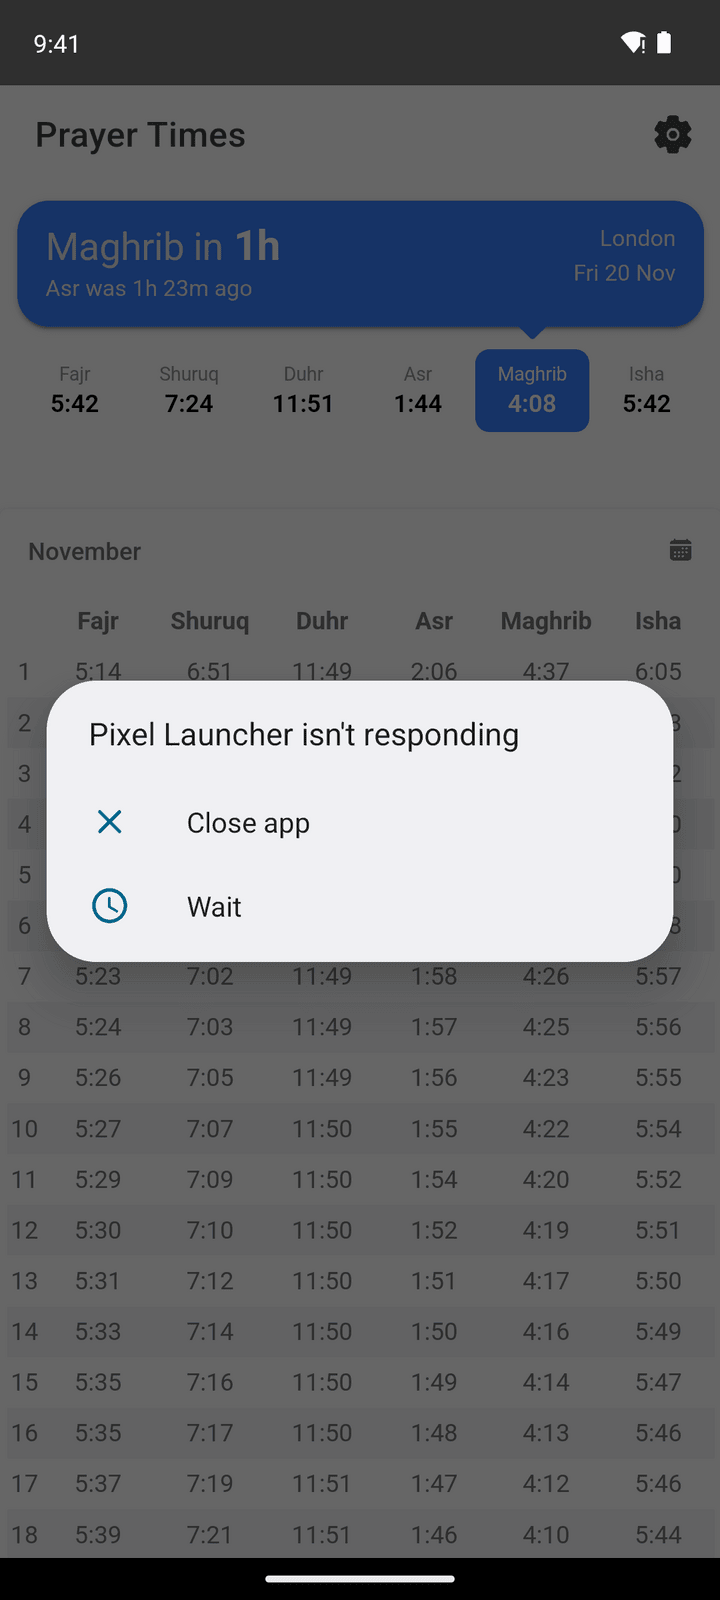 9:41
Prayer Times
Maghrib in 1h
London
Asr was 1h 23m ago
Fri 20 Nov
Fajr Shuruq Duhr Asr Maghrib Isha
5:42 7:24 11:51 1:44 4:08 5:42
November
Fajr Shuruq Duhr Asr Maghrib Isha
1 5:14 6:51 11:49 2:06 4:37 6:05
2
3
4
5
6
Pixel Launcher isn't responding
Close app
Wait
7 5:23 7:02 11:49 1:58 4:26 5:57
8 5:24 7:03 11:49 1:57 4:25 5:56
9 5:26 7:05 11:49 1:56 4:23 5:55
10 5:27 7:07 11:50 1:55 4:22 5:54
11 5:29 7:09 11:50 1:54 4:20 5:52
12 5:30 7:10 11:50 1:52 4:19 5:51
13 5:31 7:12 11:50 1:51 4:17 5:50
14 5:33 7:14 11:50 1:50 4:16 5:49
15 5:35 7:16 11:50 1:49 4:14 5:47
16 5:35 7:17 11:50 1:48 4:13 5:46
17 5:37 7:19 11:51 1:47 4:12 5:46
18 5:39 7:21 11:51 1:46 4:10 5:44